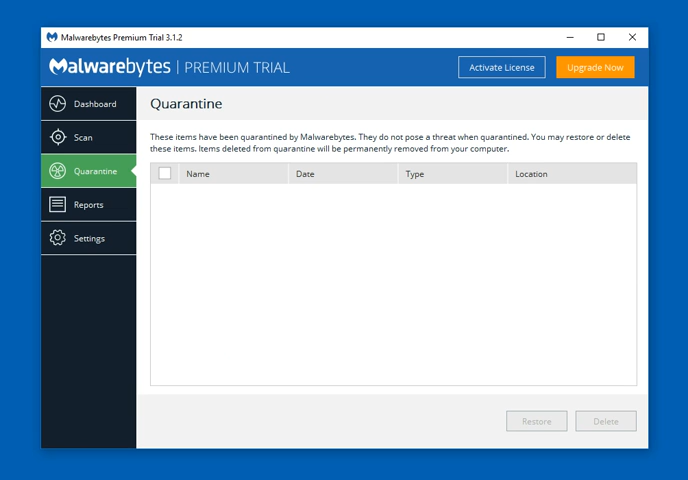 Malwarebytes Premium Trial 3.1.2
Malwarebytes | PREMIUM TRIAL
Activate License
Upgrade Now
Dashboard
Scan
Quarantine
Reports
Settings
Quarantine
These items have been quarantined by Malwarebytes. They do not pose a threat when quarantined. You may restore or delete
these items. Items deleted from quarantine will be permanently removed from your computer.
Name Date Type Location
Restore Delete